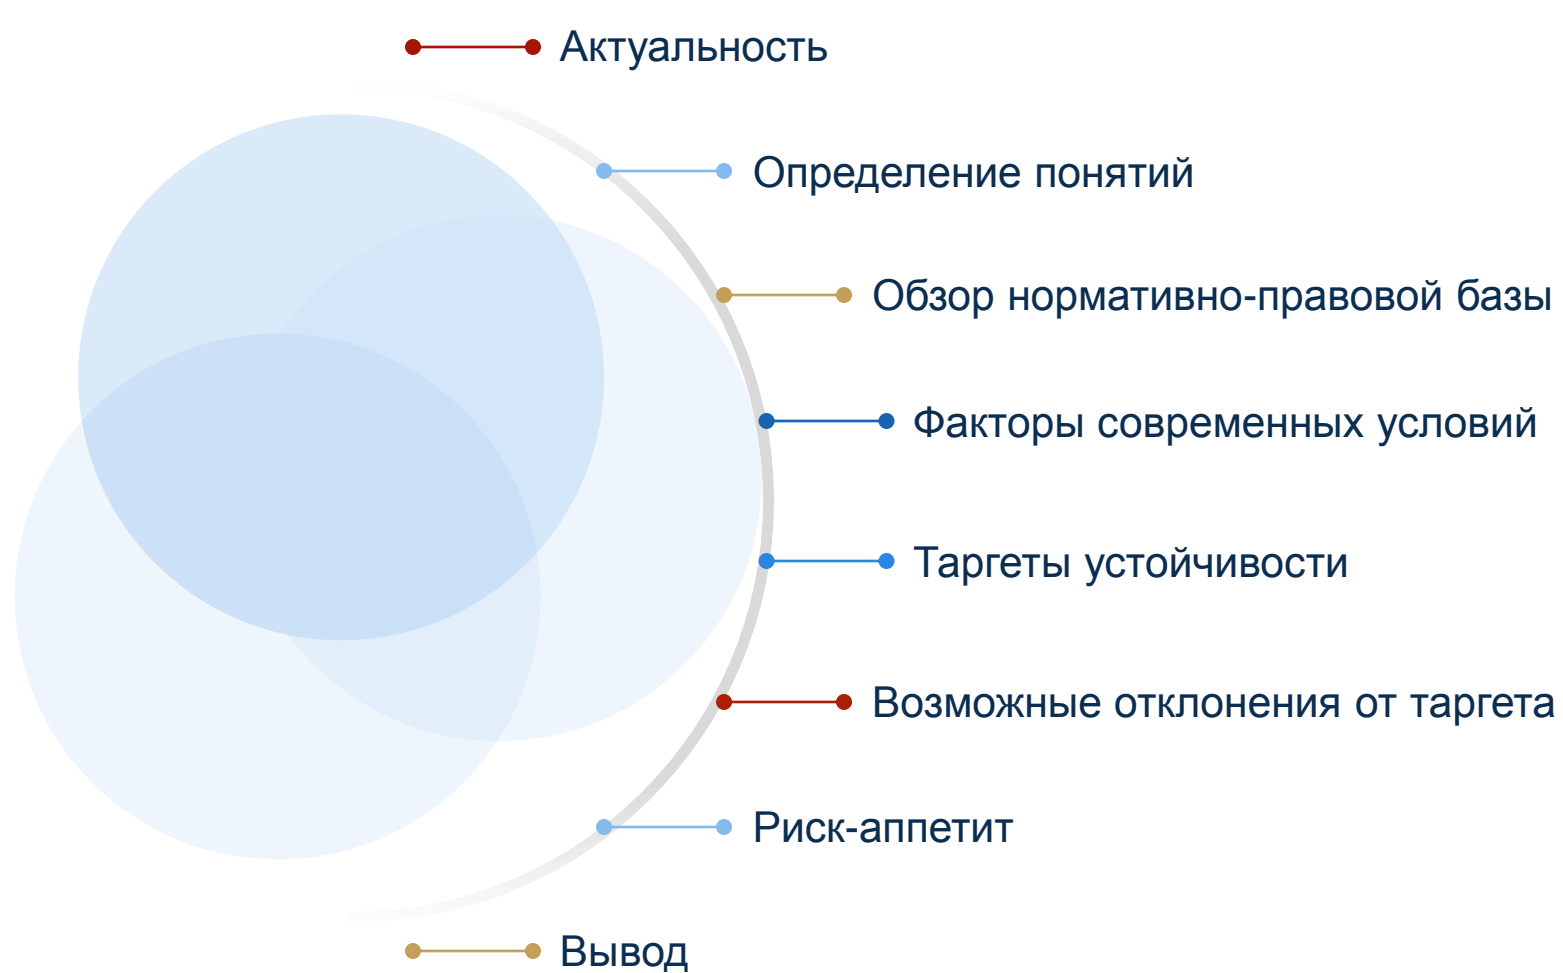 Актуальность
Определение понятий
Обзор нормативно-правовой базы
Факторы современных условий
Таргеты устойчивости
Возможные отклонения от таргета
Риск-аппетит
Вывод